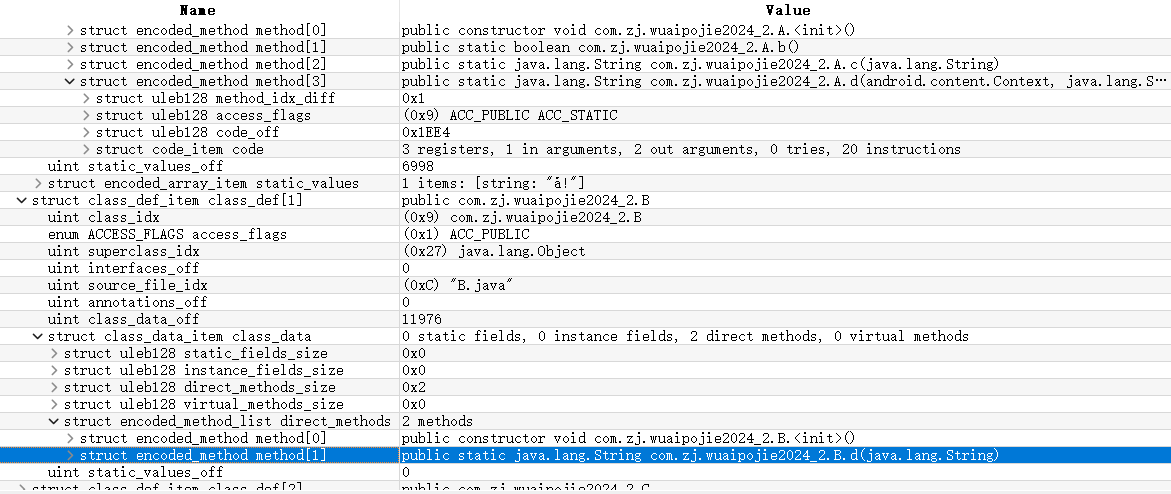 Name Value
struct encoded_method method[0] public constructor void com.zj.wuaipojie2024_2.A.<init>()
struct encoded_method method[1] public static boolean com.zj.wuaipojie2024_2.A.b()
struct encoded_method method[2] public static java.lang.String com.zj.wuaipojie2024_2.A.c(java.lang.String)
struct encoded_method method[3] public static java.lang.String com.zj.wuaipojie2024_2.A.d(android.content.Context, java.lang.S···
struct uleb128 method_idx_diff 0x1
struct uleb128 access_flags (0x9) ACC_PUBLIC ACC_STATIC
struct uleb128 code_off 0x1EE4
struct code_item code 3 registers, 1 in arguments, 2 out arguments, 0 tries, 20 instructions
uint static_values_off 6998
struct encoded_array_item static_values 1 items: [string: "å!"]
struct class_def_item class_def[1] public com.zj.wuaipojie2024_2.B
uint class_idx (0x9) com.zj.wuaipojie2024_2.B
enum ACCESS_FLAGS access_flags (0x1) ACC_PUBLIC
uint superclass_idx (0x27) java.lang.Object
uint interfaces_off 0
uint source_file_idx (0xC) "B.java"
uint annotations_off 0
uint class_data_off 11976
struct class_data_item class_data 0 static fields, 0 instance fields, 2 direct methods, 0 virtual methods
struct uleb128 static_fields_size 0x0
struct uleb128 instance_fields_size 0x0
struct uleb128 direct_methods_size 0x2
struct uleb128 virtual_methods_size 0x0
struct encoded_method_list direct_methods 2 methods
struct encoded_method method[0] public constructor void com.zj.wuaipojie2024_2.B.<init>()
struct encoded_method method[1] public static java.lang.String com.zj.wuaipojie2024_2.B.d(java.lang.String)
uint static_values_off 0
struct class_def_item class_def[2] public com.zj.wuaipojie2024_2.C